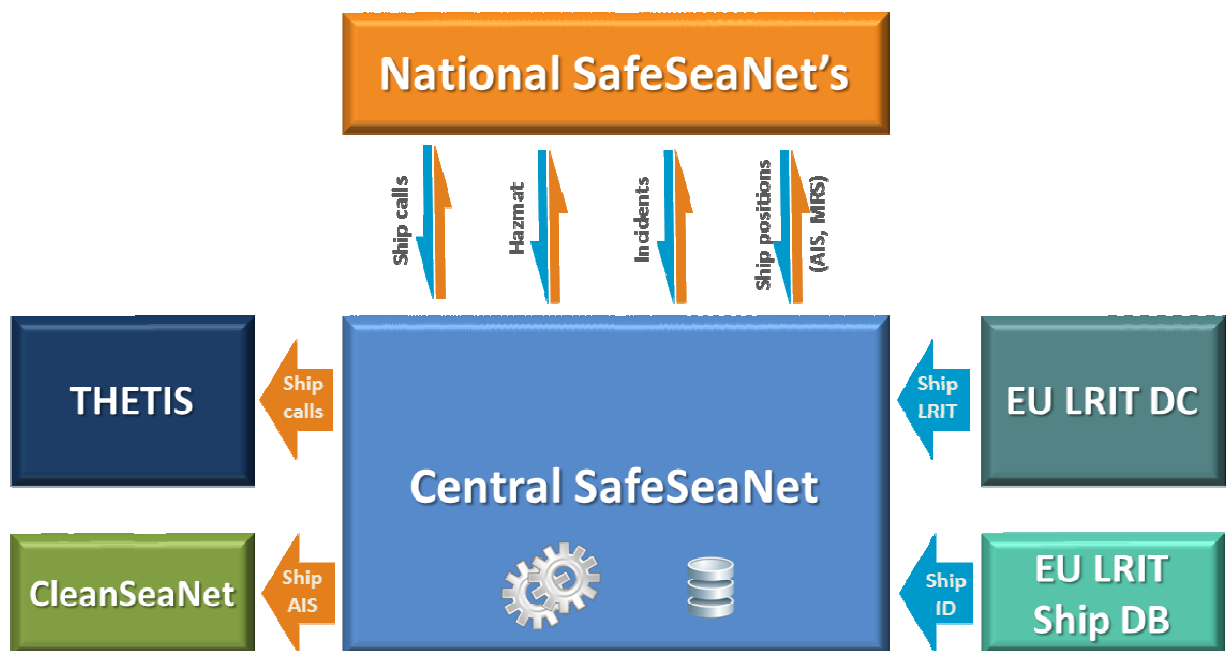 National SafeSeaNet's
Ship calls
Hazmat
Incidents
Ship positions
(AIS, MRS)
THETIS
Ship
calls
Ship
LRIT
EU LRIT DC
Central SafeSeaNet
CleanSeaNet
Ship
AIS
Ship
ID
EU LRIT
Ship DB